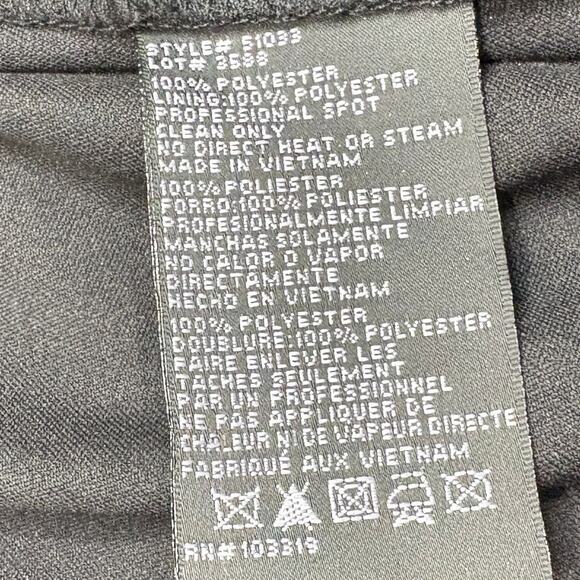 STYLE# 51033
LOT# 3598
100% POLYESTER
LINING:100% POLYESTER
PROFESSIONAL SPOT
CLEAN ONLY
NO DIRECT HEAT OR STEAM
MADE IN VIETNAM
100% POLIESTER
FORRO:100% POLIESTER
PROFESIONALMENTE LIMPIAR
MANCHAS SOLAMENTE
NO CALOR O VAPOR
DIRECTAMENTE
HECHO EN VIETNAM
100% POLYESTER
DOUBLURE:100% POLYESTER
FAIRE ENLEVER LES
TACHES SEULEMENT
PAR UN PROFESSIONNEL
NE PAS APPLIQUER DE
CHALEUR NI DE VAPEUR DIRECTE
FABRIQUÉ AUX VIETNAM
RN# 103319